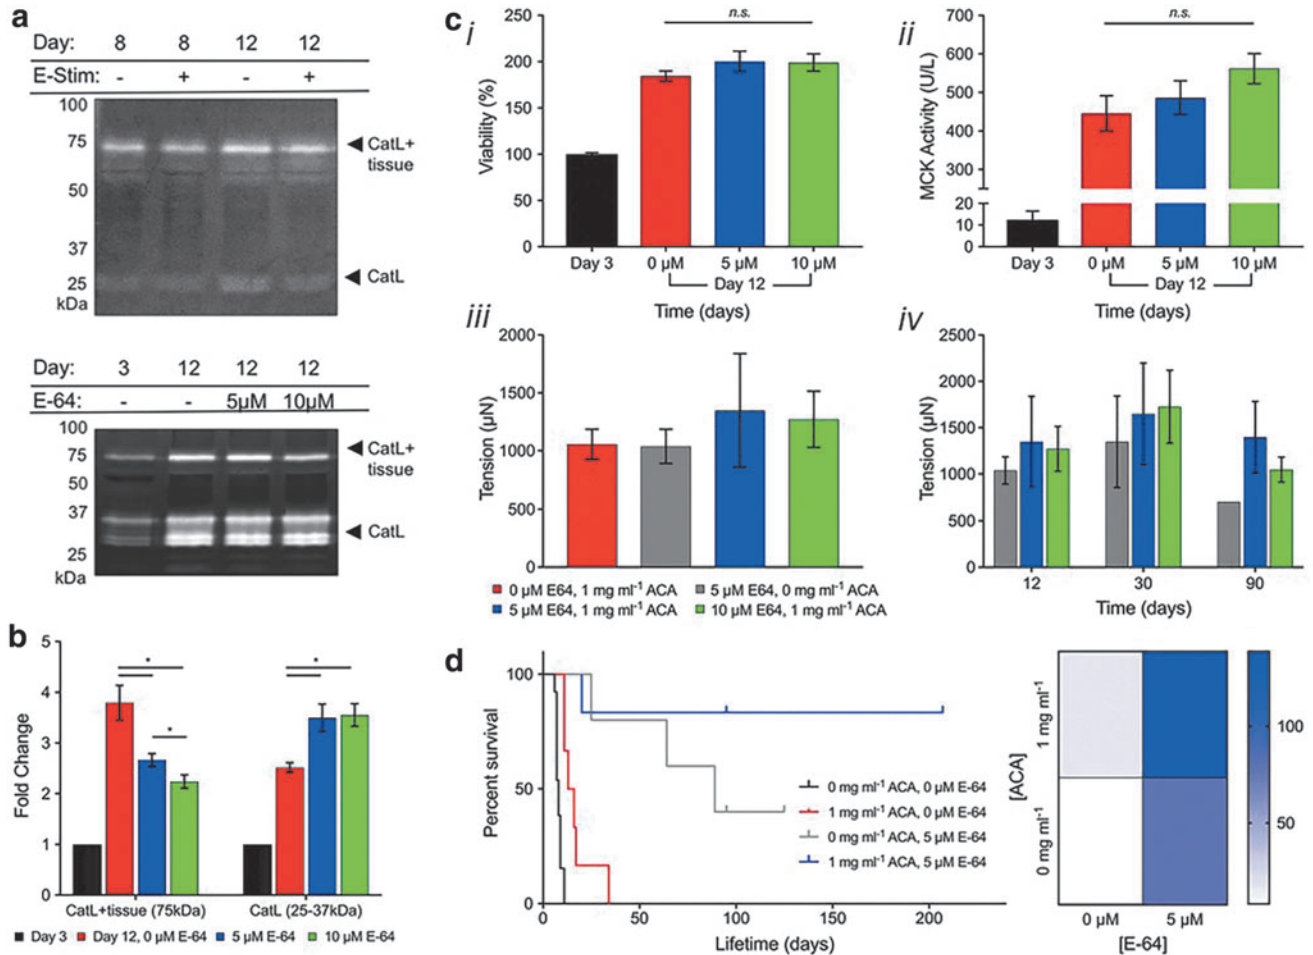 a
Day: 8 8 12 12
E-Stim: - + - +
100
75
50
37
25
kDa
CatL+
tissue
CatL
Day: 3 12 12 12
E-64: - - 5µM 10µM
100
75
50
37
25
kDa
CatL+
tissue
CatL
b
Fold Change
5
4
3
2
1
0
* * * 
CatL+tissue (75kDa) CatL (25-37kDa)
Day 3 Day 12, 0 µM E-64 5 µM E-64 10 µM E-64
c
i
Viability (%)
250
200
150
100
50
0
n.s.
Day 3 0 µM 5 µM 10 µM
Day 12
Time (days)
ii
MCK Activity (U/L)
700
600
500
400
300
20
10
0
n.s.
Day 3 0 µM 5 µM 10 µM
Day 12
Time (days)
iii
Tension (µN)
2000
1500
1000
500
0
0 µM E64, 1 mg ml⁻¹ ACA 5 µM E64, 0 mg ml⁻¹ ACA
5 µM E64, 1 mg ml⁻¹ ACA 10 µM E64, 1 mg ml⁻¹ ACA
iv
Tension (µN)
2500
2000
1500
1000
500
0
12 30 90
Time (days)
d
Percent survival
100
50
0
0 50 100 150 200
Lifetime (days)
0 mg ml⁻¹ ACA, 0 µM E-64
1 mg ml⁻¹ ACA, 0 µM E-64
0 mg ml⁻¹ ACA, 5 µM E-64
1 mg ml⁻¹ ACA, 5 µM E-64
[ACA]
1 mg ml⁻¹
0 mg ml⁻¹
0 µM 5 µM
[E-64]
100
50